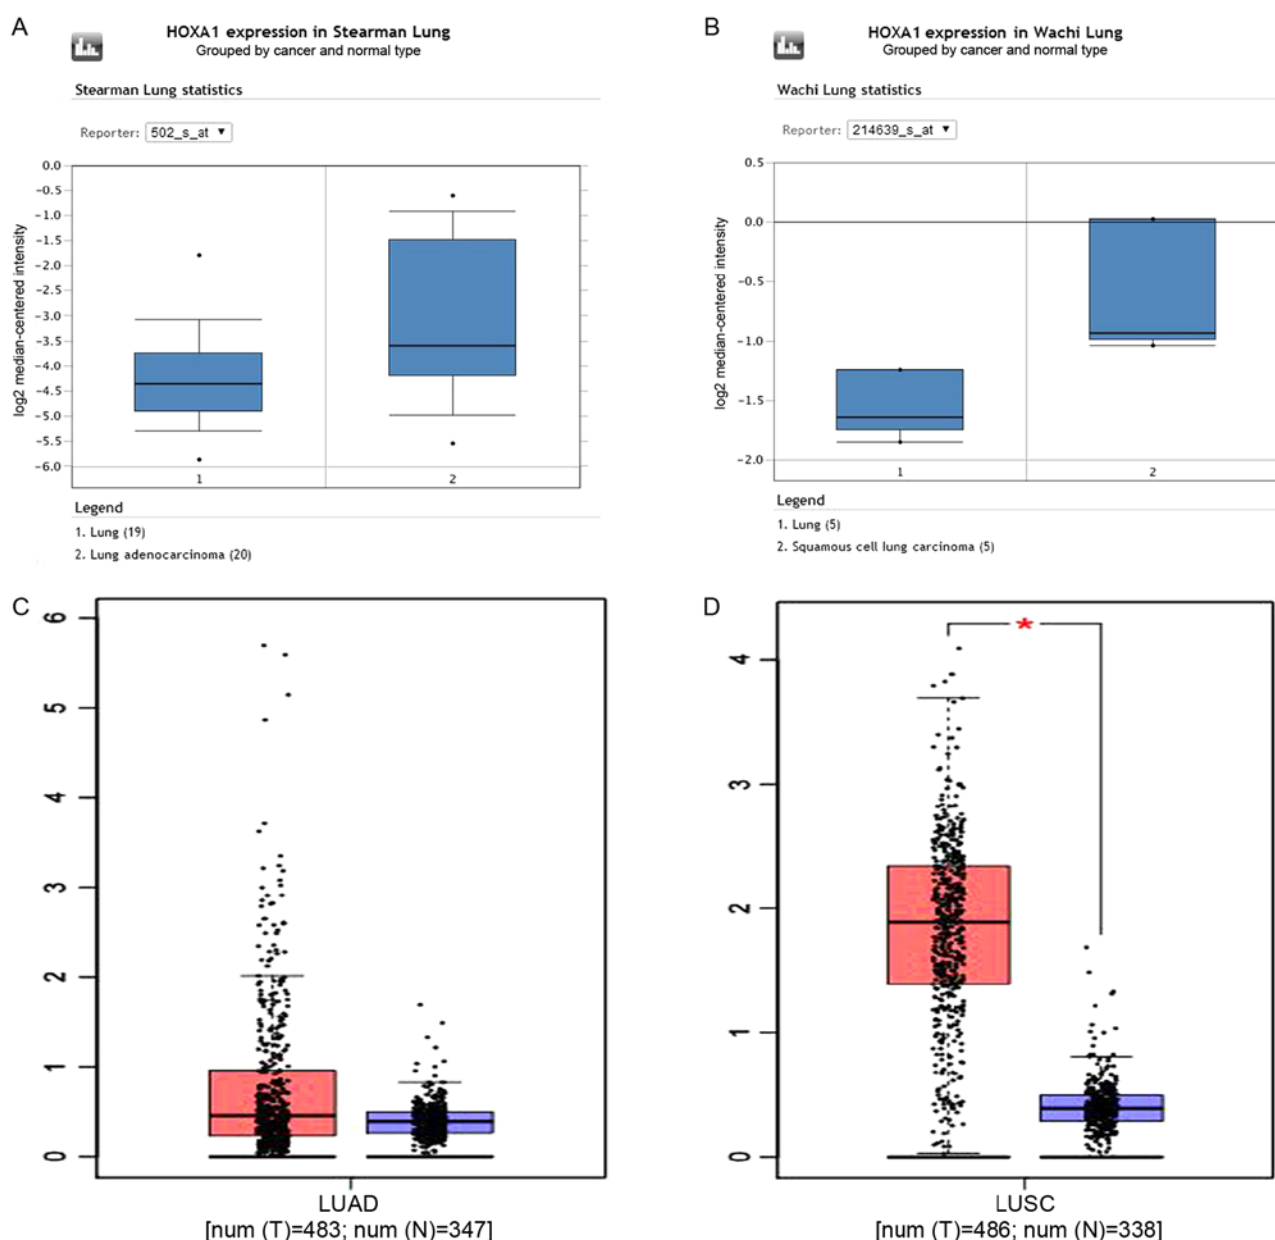 A
HOXA1 expression in Stearman Lung
Grouped by cancer and normal type
Stearman Lung statistics
Reporter: 502_s_at ▼
log2 median-centered intensity
0.0
−0.5
−1.0
−1.5
−2.0
−2.5
−3.0
−3.5
−4.0
−4.5
−5.0
−5.5
−6.0
1 2
Legend
1. Lung (19)
2. Lung adenocarcinoma (20)
B
HOXA1 expression in Wachi Lung
Grouped by cancer and normal type
Wachi Lung statistics
Reporter: 214639_s_at ▼
log2 median-centered intensity
0.5
0.0
−0.5
−1.0
−1.5
−2.0
1 2
Legend
1. Lung (5)
2. Squamous cell lung carcinoma (5)
C
6
5
4
3
2
1
0
LUAD
[num (T)=483; num (N)=347]
D
*
4
3
2
1
0
LUSC
[num (T)=486; num (N)=338]